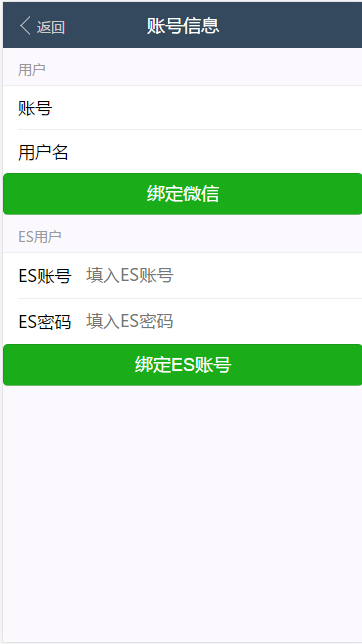 返回 账号信息
用户
账号
用户名
绑定微信
ES用户
ES账号 填入ES账号
ES密码 填入ES密码
绑定ES账号